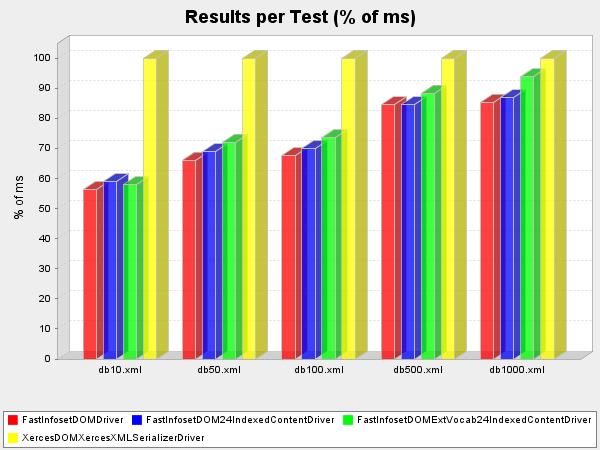 Results per Test (% of ms)
100
90
80
70
60
50
40
30
20
10
0
% of ms
db10.xml db50.xml db100.xml db500.xml db1000.xml
FastInfosetDOMDriver FastInfosetDOM24IndexedContentDriver FastInfosetDOMExtVocab24IndexedContentDriver
XercesDOMXercesXMLSerializerDriver